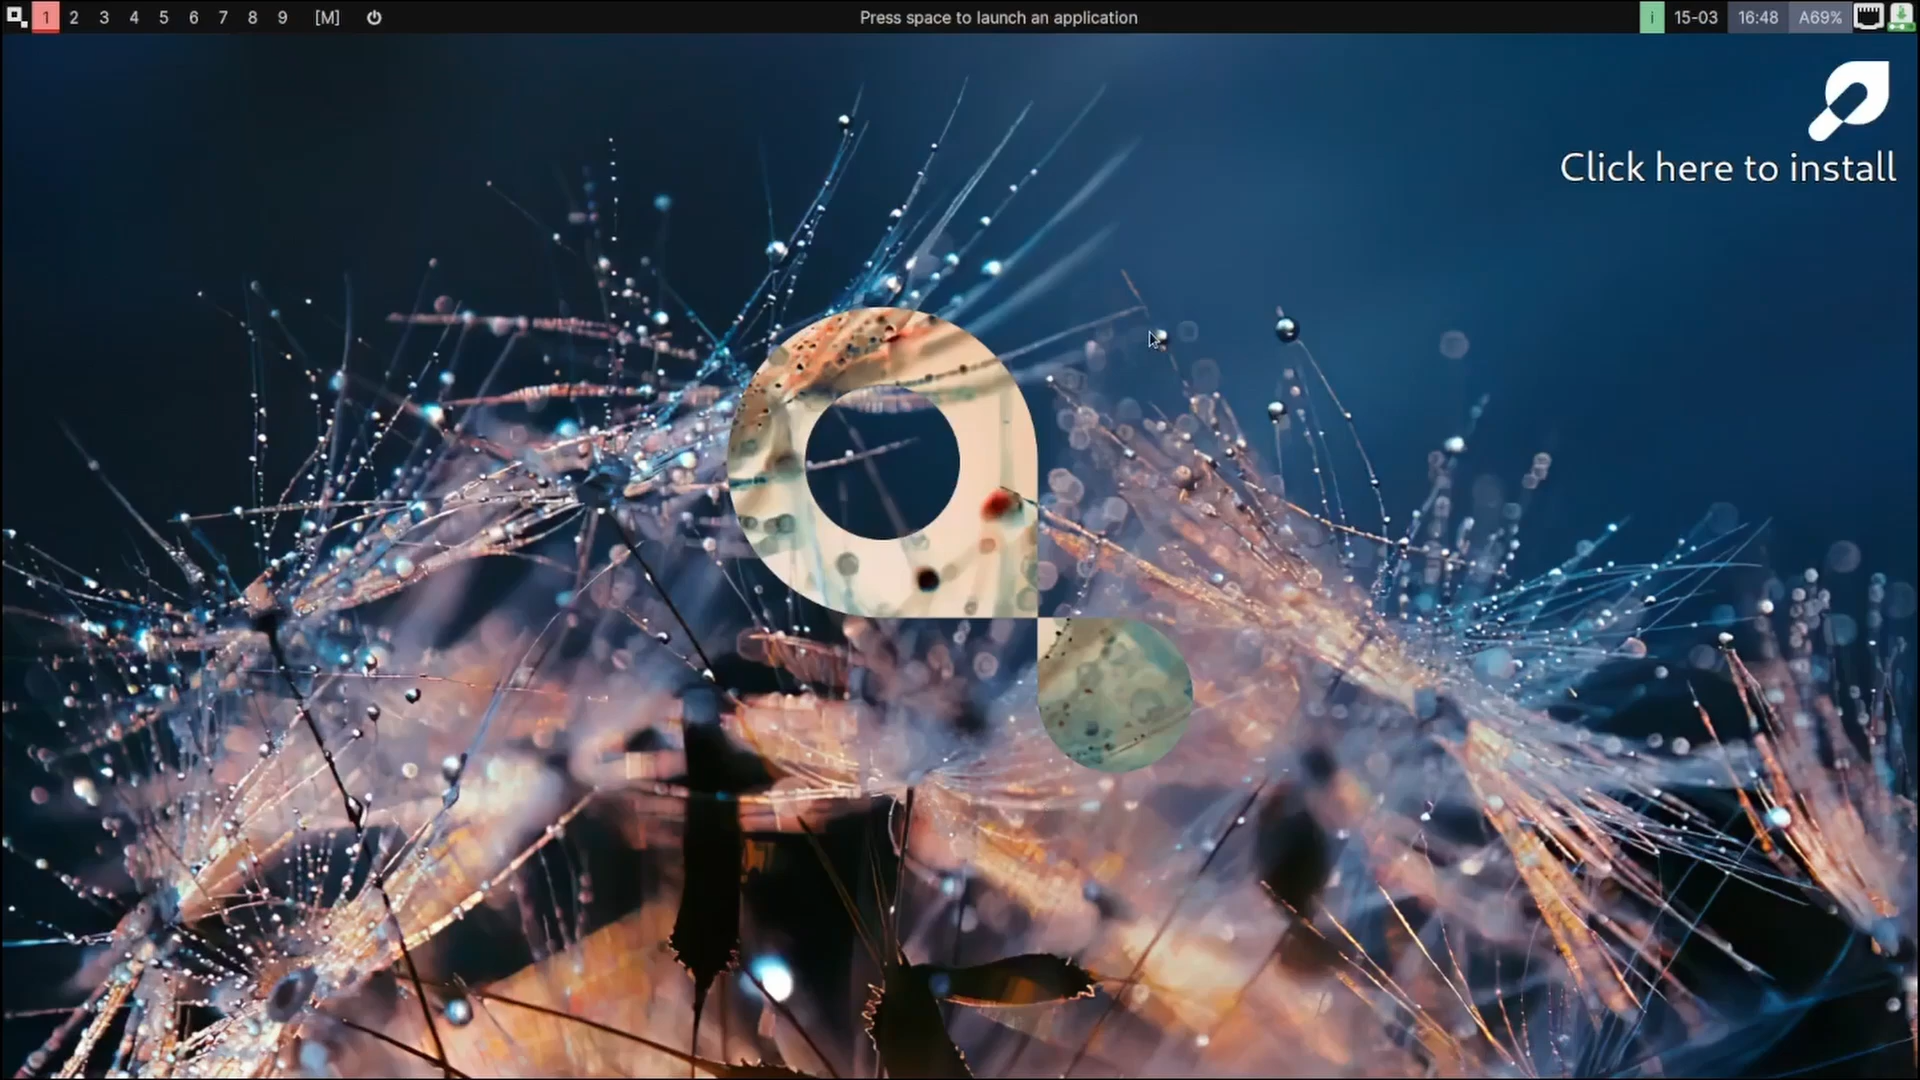 1 2 3 4 5 6 7 8 9 [M] Press space to launch an application i 15-03 16:48 A69%
Click here to install